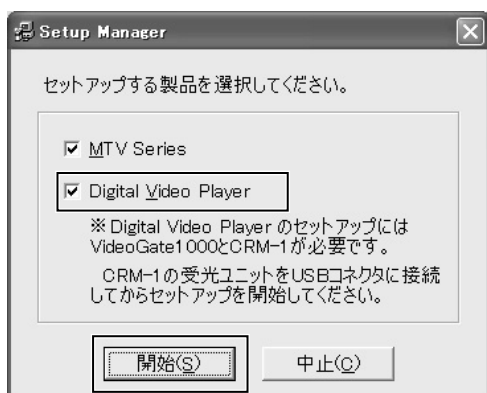 Setup Manager
セットアップする製品を選択してください。
MTV Series
Digital Video Player
※ Digital Video Player のセットアップには
VideoGate1000とCRM-1が必要です。
CRM-1の受光ユニットをUSBコネクタに接続
してからセットアップを開始してください。
開始(S) 中止(C)